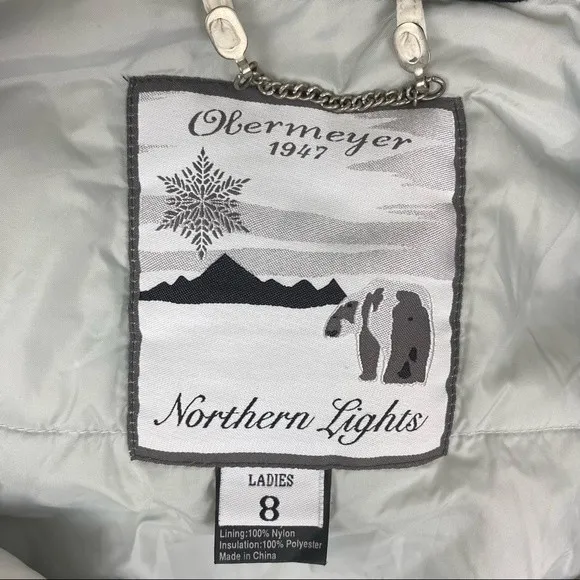 Obermeyer
1947
Northern Lights
LADIES
8
Lining:100% Nylon
Insulation:100% Polyester
Made in China